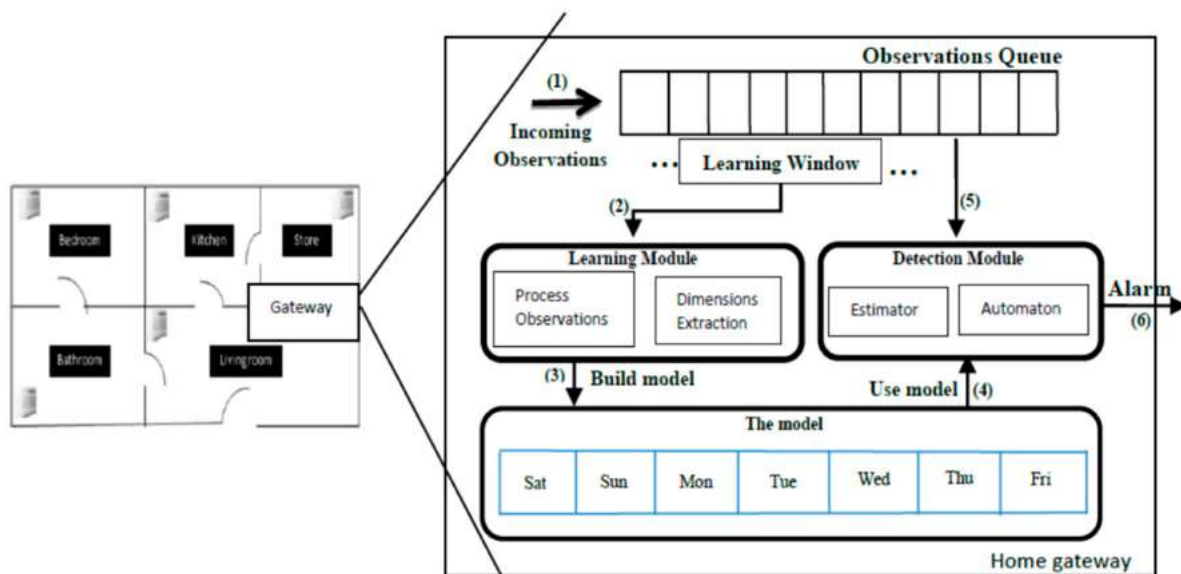 Observations Queue
(1)
Incoming
Observations
...
Learning Window
...
(2)
(5)
Bedroom
Kitchen
Store
Gateway
Bathroom
Livingroom
Learning Module
Process
Observations
Dimensions
Extraction
Detection Module
Estimator
Automaton
Alarm
(6)
(3)
Build model
Use model
(4)
The model
Sat
Sun
Mon
Tue
Wed
Thu
Fri
Home gateway